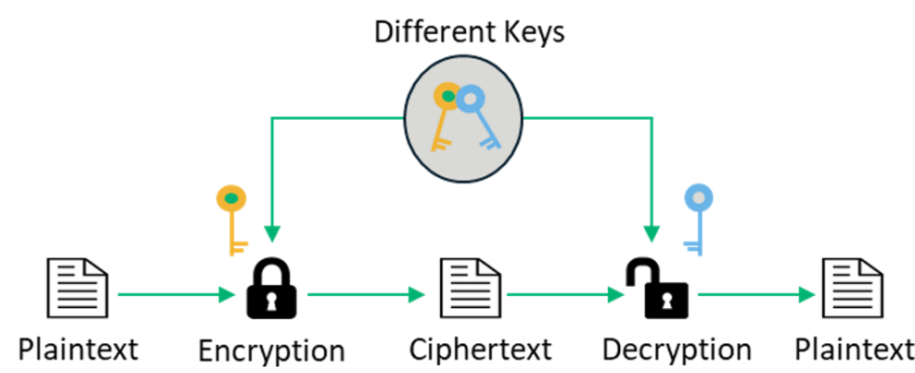 Different Keys
Plaintext
Encryption
Ciphertext
Decryption
Plaintext